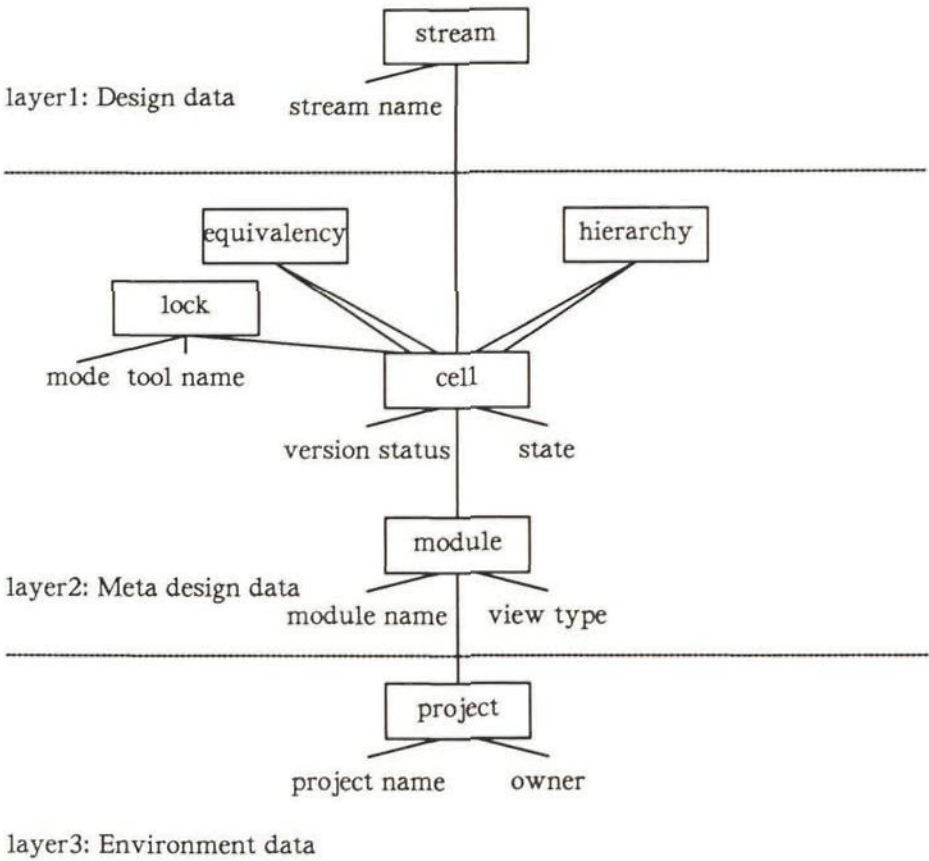 stream
layer1: Design data
stream name
equivalency
hierarchy
lock
mode
tool name
cell
version status
state
module
layer2: Meta design data
module name
view type
project
project name
owner
layer3: Environment data